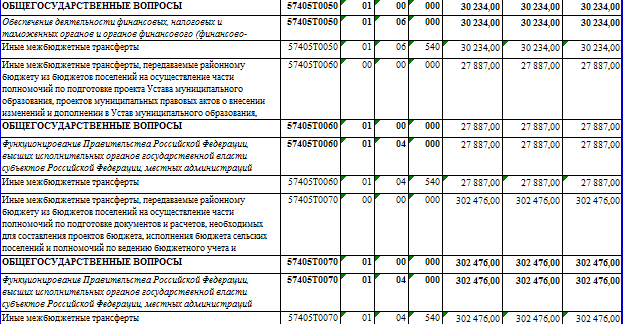 ОБЩЕГОСУДАРСТВЕННЫЕ ВОПРОСЫ 57405T0050 01 00 000 30 234,00 30 234,00 30 234,00
Обеспечение деятельности финансовых, налоговых и 57405T0050 01 06 000 30 234,00 30 234,00 30 234,00
таможенных органов и органов финансового (финансово-
Иные межбюджетные трансферты 57405T0050 01 06 540 30 234,00 30 234,00 30 234,00
Иные межбюджетные трансферты, передаваемые районному 57405T0060 00 00 000 27 887,00 27 887,00 27 887,00
бюджету из бюджетов поселений на осуществление части
полномочий по подготовке проекта Устава муниципального
образования, проектов муниципальных правовых актов о внесении
изменений и дополнении в Устав муниципального образования,
ОБЩЕГОСУДАРСТВЕННЫЕ ВОПРОСЫ 57405T0060 01 00 000 27 887,00 27 887,00 27 887,00
Функционирование Правительства Российской Федерации, 57405T0060 01 04 000 27 887,00 27 887,00 27 887,00
высших исполнительных органов государственной власти
субъектов Российской Федерации, местных администраций
Иные межбюджетные трансферты 57405T0060 01 04 540 27 887,00 27 887,00 27 887,00
Иные межбюджетные трансферты, передаваемые районному 57405T0070 00 00 000 302 476,00 302 476,00 302 476,00
бюджету из бюджетов поселений на осуществление части
полномочий по подготовке документов и расчетов, необходимых
для составления проектов бюджета, исполнения бюджета сельских
поселений и полномочий по ведению бюджетного учета и
ОБЩЕГОСУДАРСТВЕННЫЕ ВОПРОСЫ 57405T0070 01 00 000 302 476,00 302 476,00 302 476,00
Функционирование Правительства Российской Федерации, 57405T0070 01 04 000 302 476,00 302 476,00 302 476,00
высших исполнительных органов государственной власти
субъектов Российской Федерации, местных администраций
Иные межбюджетные трансферты 57405T0070 01 04 540 302 476,00 302 476,00 302 476,00